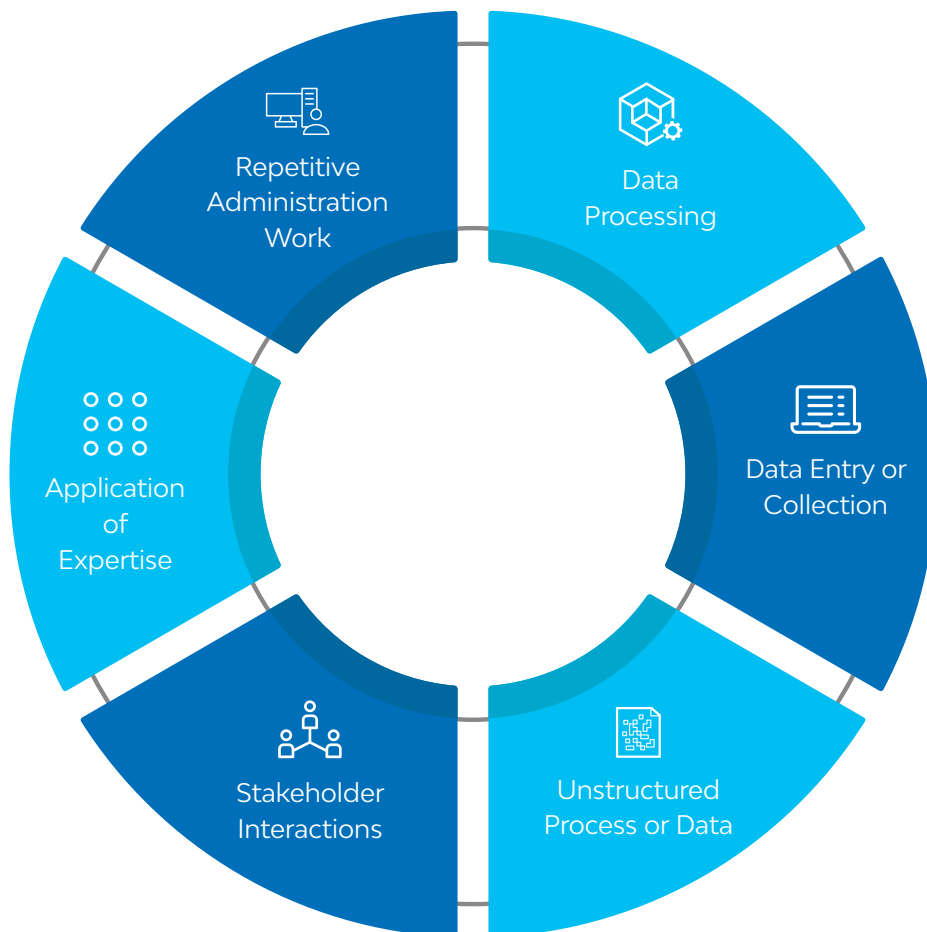 Repetitive
Administration
Work
Data
Processing
Data Entry or
Collection
Unstructured
Process or Data
Stakeholder
Interactions
Application
of
Expertise